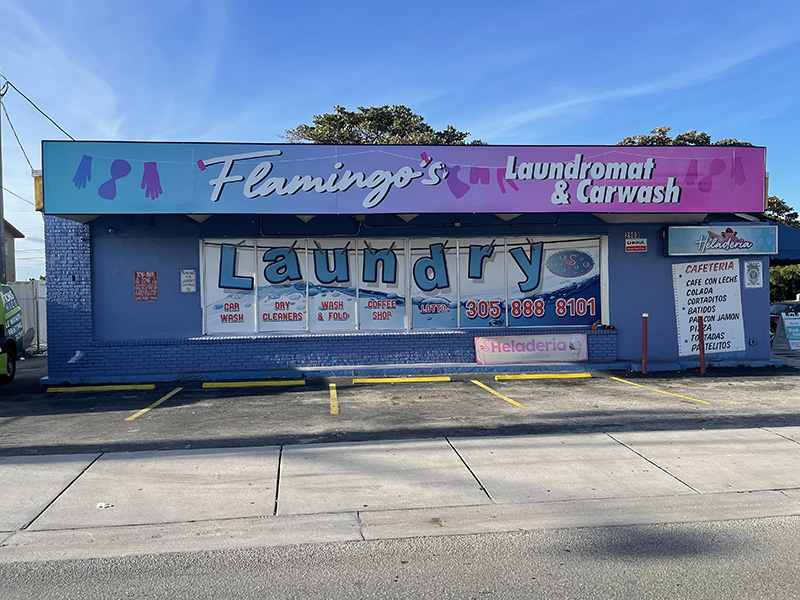 Flamingo's
Laundromat
& Carwash
Laundry
CAR
WASH
DRY
CLEANERS
WASH
& FOLD
COFFEE
SHOP
LOTTO
305 888 8101
Heladeria
U-HAUL
Heladeria
CAFETERIA
CAFE CON LECHE
COLADA
CORTADITOS
BATIDOS
PAN CON JAMON
PIZZA
TOSTADAS
PASTELITOS